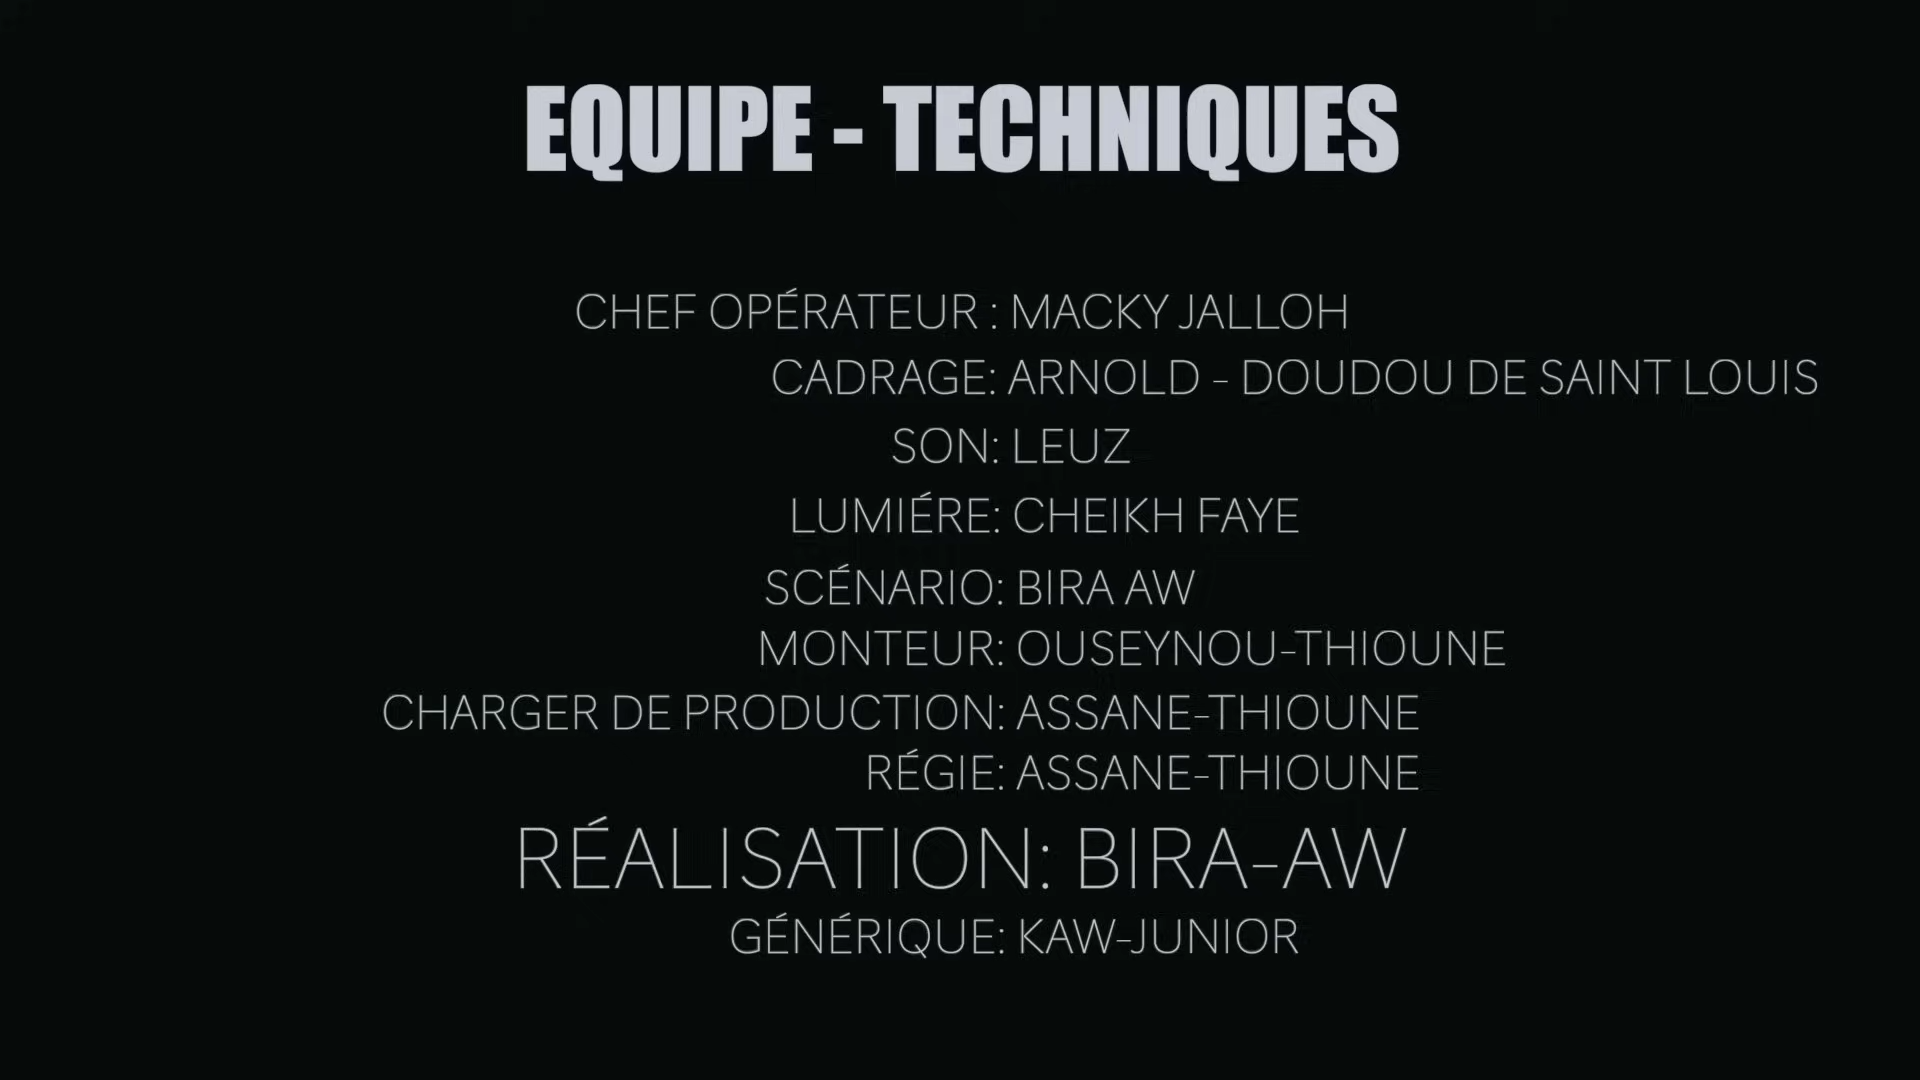 EQUIPE - TECHNIQUES
CHEF OPÉRATEUR : MACKY JALLOH
CADRAGE: ARNOLD - DOUDOU DE SAINT LOUIS
SON: LEUZ
LUMIÉRE: CHEIKH FAYE
SCÉNARIO: BIRA AW
MONTEUR: OUSEYNOU-THIOUNE
CHARGER DE PRODUCTION: ASSANE-THIOUNE
RÉGIE: ASSANE-THIOUNE
RÉALISATION: BIRA-AW
GÉNÉRIQUE: KAW-JUNIOR